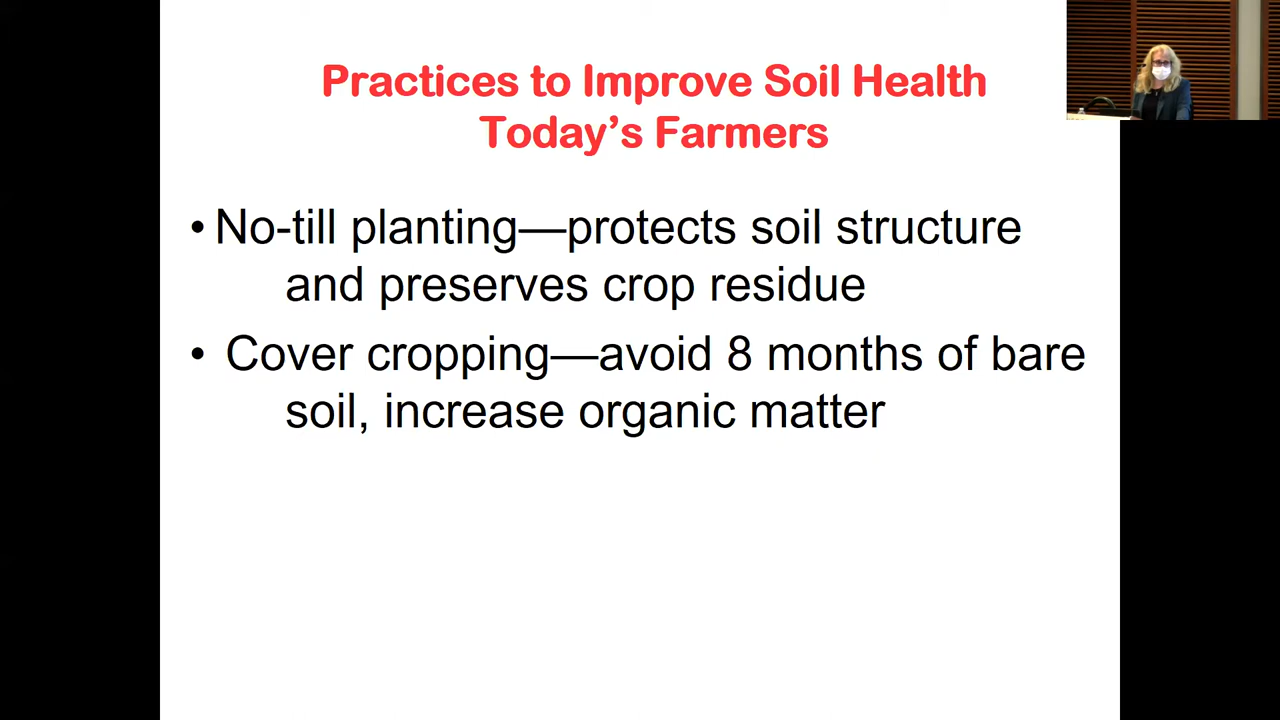 Practices to Improve Soil Health
Today's Farmers
• No-till planting—protects soil structure
and preserves crop residue
• Cover cropping—avoid 8 months of bare
soil, increase organic matter